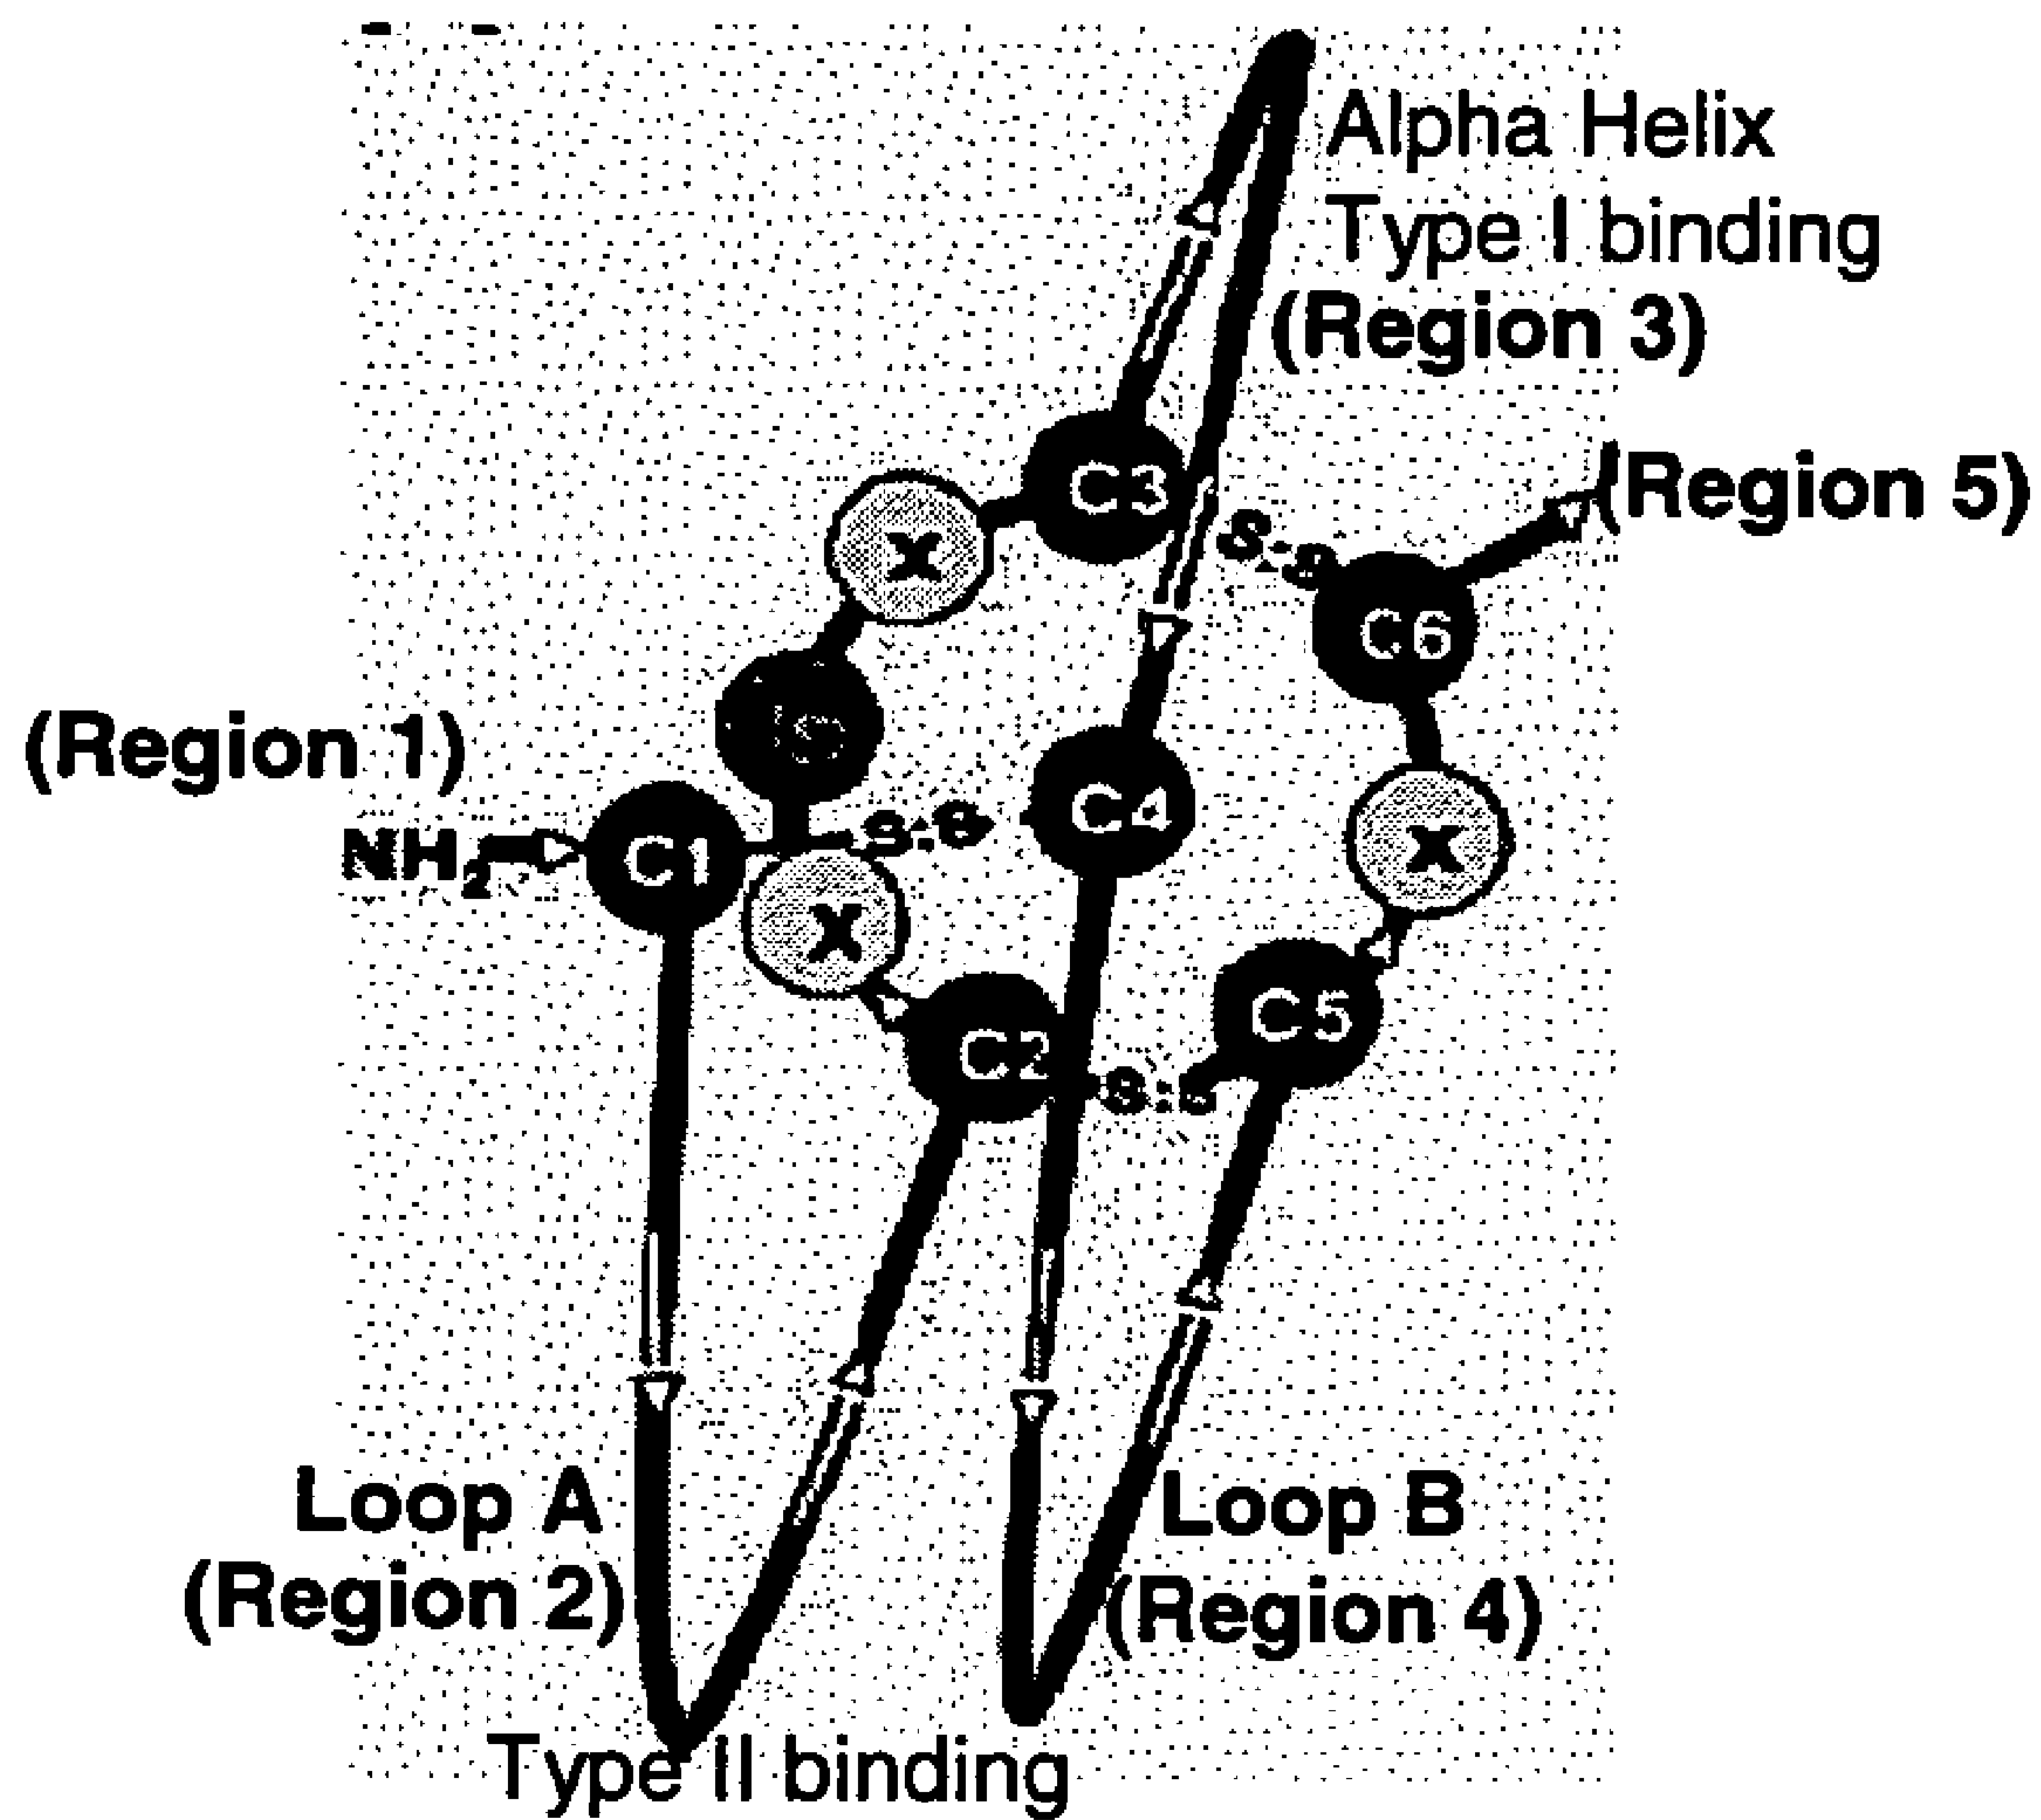 Alpha Helix
Type I binding
(Region 3)
C3
(Region 5)
X
S:S
C6
(Region 1)
C4
S:S
NH2
C1
X
X
C5
C2
S:S
Loop A
(Region 2)
Loop B
(Region 4)
Type II binding